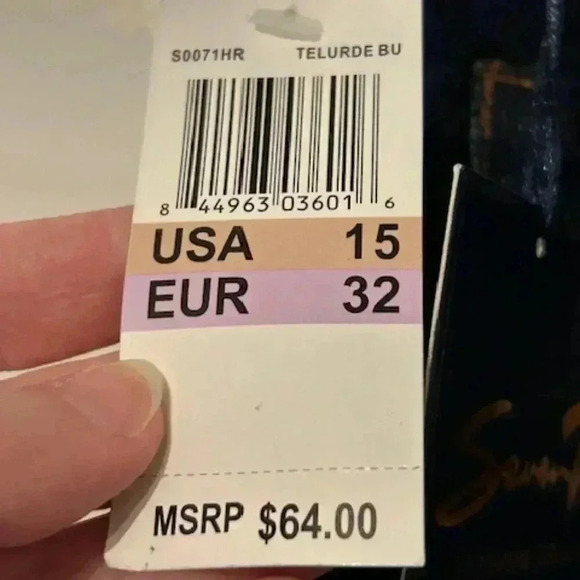 S0071HR TELURDE BU
8 44963 03601 6
USA 15
EUR 32
MSRP $64.00